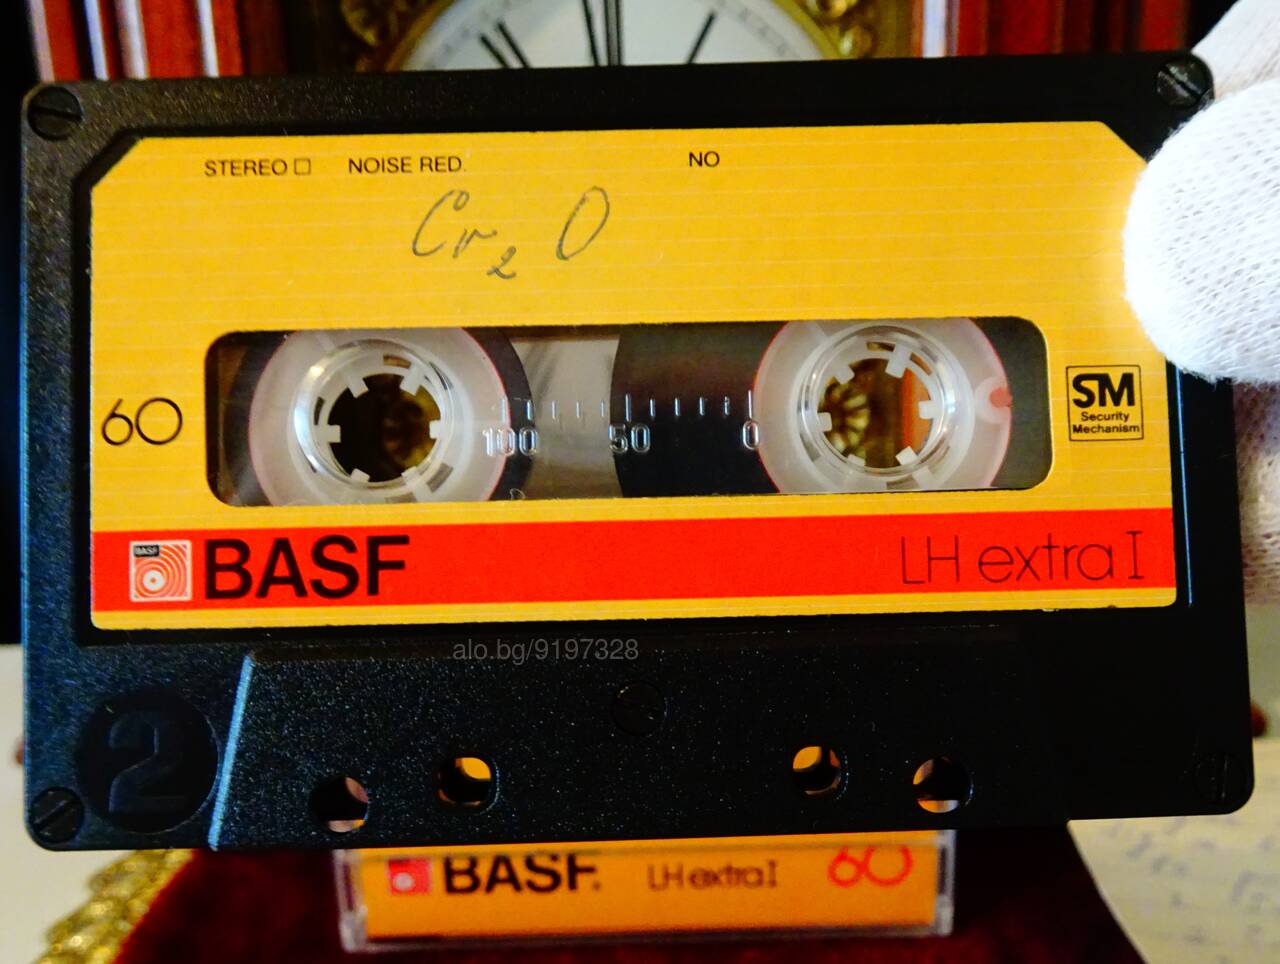 STEREO □ NOISE RED. NO
Cr₂ O
60
100 50 0
SM
Security
Mechanism
BASF
BASF LH extra I
alo.bg/9197328
2
BASF LH extra I 60